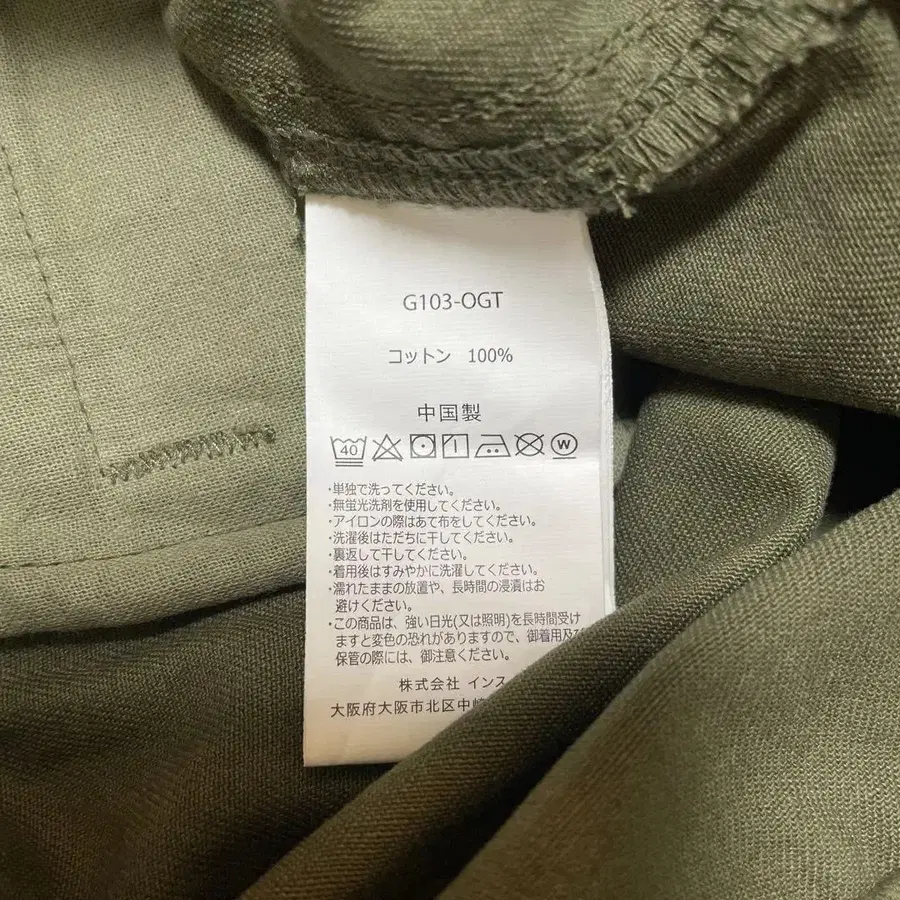 G103-OGT
コットン 100%
中国製
40 W
・単独で洗ってください。
・無蛍光洗剤を使用してください。
・アイロンの際はあて布をしてください。
・洗濯後はただちに干してください。
・裏返して干してください。
・着用後はすみやかに洗濯してください。
・濡れたままの放置や、長時間の浸漬はお
避けください。
・この商品は、強い日光(又は照明)を長時間受け
ますと変色の恐れがありますので、御着用及び
保管の際には、御注意ください。
株式会社 インス
大阪府大阪市北区中崎